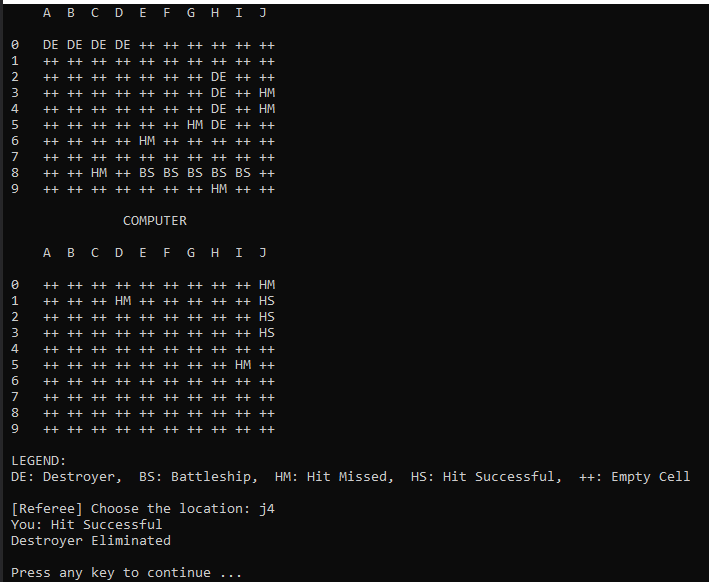 A B C D E F G H I J
0 DE DE DE DE ++ ++ ++ ++ ++ ++
1 ++ ++ ++ ++ ++ ++ ++ ++ ++ ++
2 ++ ++ ++ ++ ++ ++ ++ DE ++ ++
3 ++ ++ ++ ++ ++ ++ ++ DE ++ HM
4 ++ ++ ++ ++ ++ ++ ++ DE ++ HM
5 ++ ++ ++ ++ ++ ++ HM DE ++ ++
6 ++ ++ ++ ++ HM ++ ++ ++ ++ ++
7 ++ ++ ++ ++ ++ ++ ++ ++ ++ ++
8 ++ ++ HM ++ BS BS BS BS BS ++
9 ++ ++ ++ ++ ++ ++ ++ HM ++ ++
COMPUTER
A B C D E F G H I J
0 ++ ++ ++ ++ ++ ++ ++ ++ ++ HM
1 ++ ++ ++ HM ++ ++ ++ ++ ++ HS
2 ++ ++ ++ ++ ++ ++ ++ ++ ++ HS
3 ++ ++ ++ ++ ++ ++ ++ ++ ++ HS
4 ++ ++ ++ ++ ++ ++ ++ ++ ++ ++
5 ++ ++ ++ ++ ++ ++ ++ ++ HM ++
6 ++ ++ ++ ++ ++ ++ ++ ++ ++ ++
7 ++ ++ ++ ++ ++ ++ ++ ++ ++ ++
8 ++ ++ ++ ++ ++ ++ ++ ++ ++ ++
9 ++ ++ ++ ++ ++ ++ ++ ++ ++ ++
LEGEND:
DE: Destroyer, BS: Battleship, HM: Hit Missed, HS: Hit Successful, ++: Empty Cell
[Referee] Choose the location: j4
You: Hit Successful
Destroyer Eliminated
Press any key to continue ...